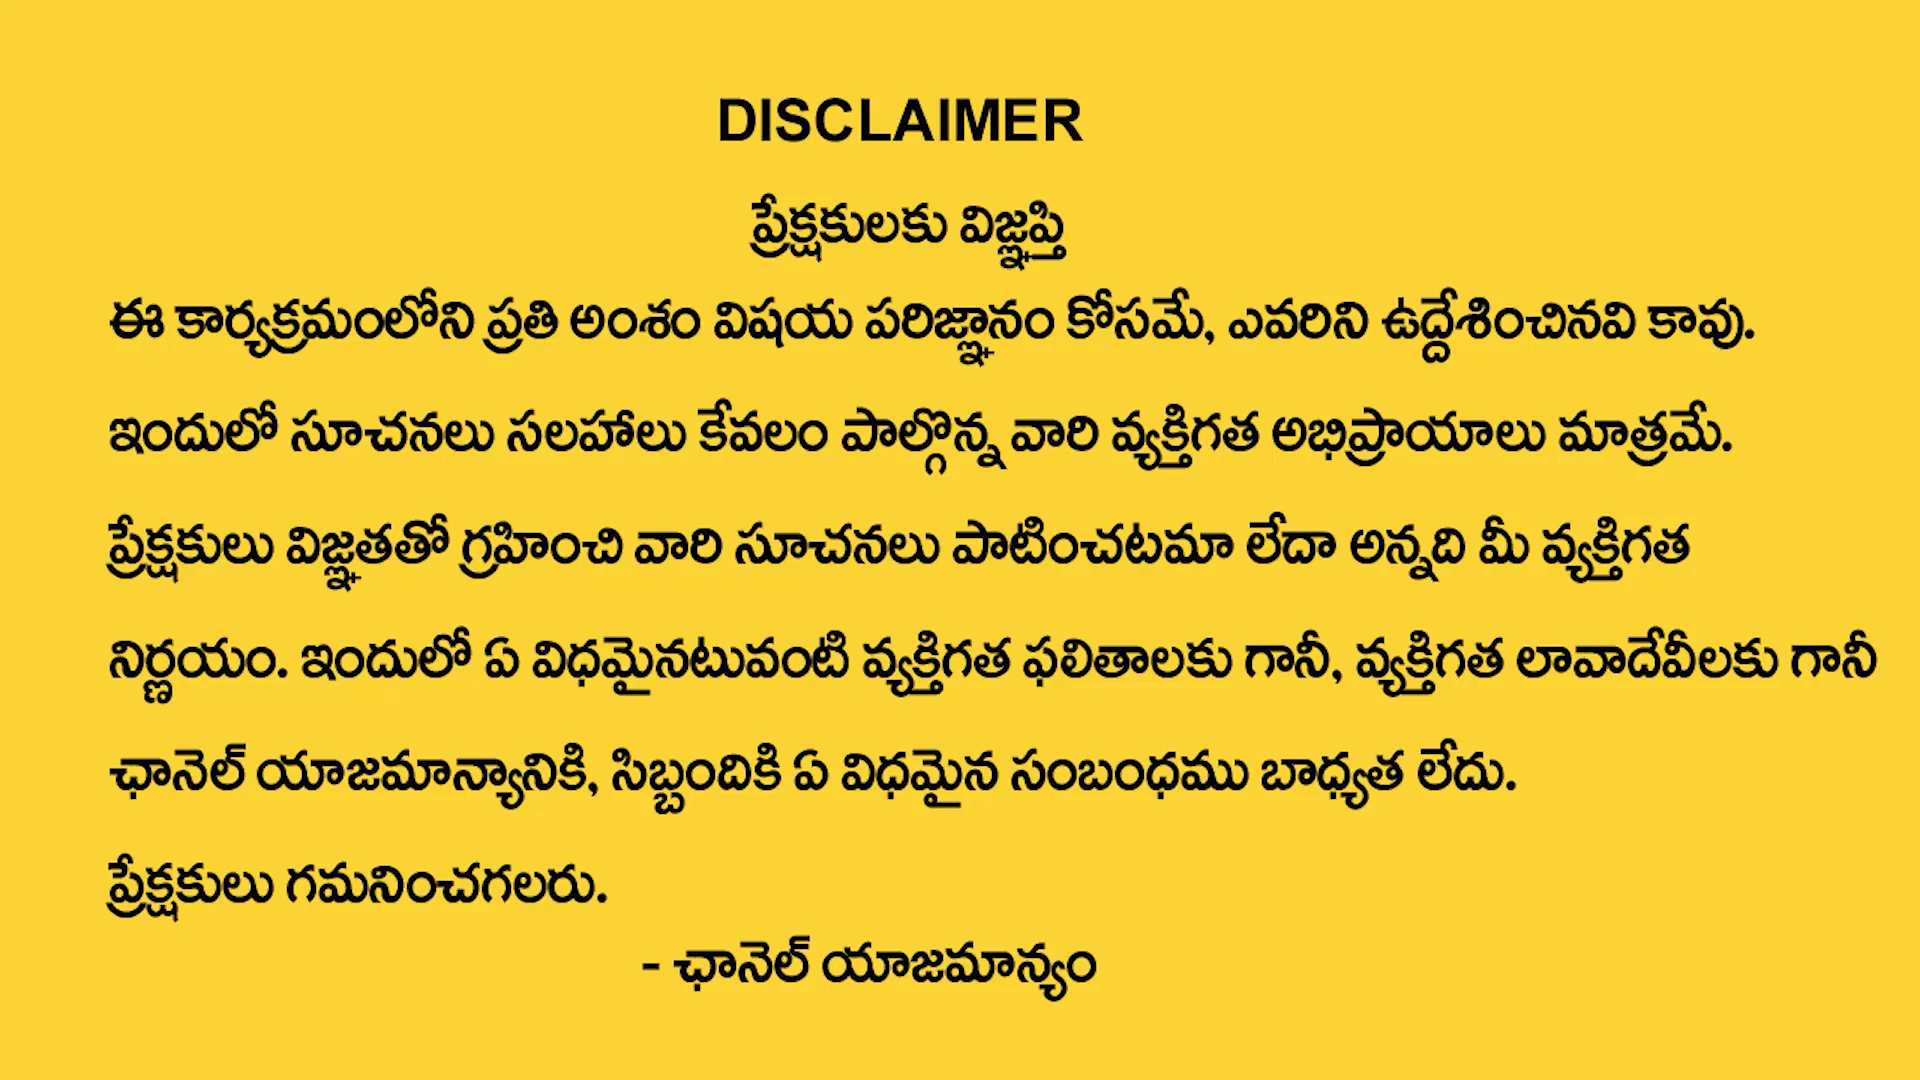 DISCLAIMER
ప్రేక్షకులకు విజ్ఞప్తి
ఈ కార్యక్రమంలోని ప్రతి అంశం విషయ పరిజ్ఞానం కోసమే, ఎవరిని ఉద్దేశించినవి కావు.
ఇందులో సూచనలు సలహాలు కేవలం పాల్గొన్న వారి వ్యక్తిగత అభిప్రాయాలు మాత్రమే.
ప్రేక్షకులు విజ్ఞతతో గ్రహించి వారి సూచనలు పాటించటమా లేదా అన్నది మీ వ్యక్తిగత
నిర్ణయం. ఇందులో ఏ విధమైనటువంటి వ్యక్తిగత ఫలితాలకు గానీ, వ్యక్తిగత లావాదేవీలకు గానీ
ఛానెల్ యాజమాన్యానికి, సిబ్బందికి ఏ విధమైన సంబంధము బాధ్యత లేదు.
ప్రేక్షకులు గమనించగలరు.
- ఛానెల్ యాజమాన్యం